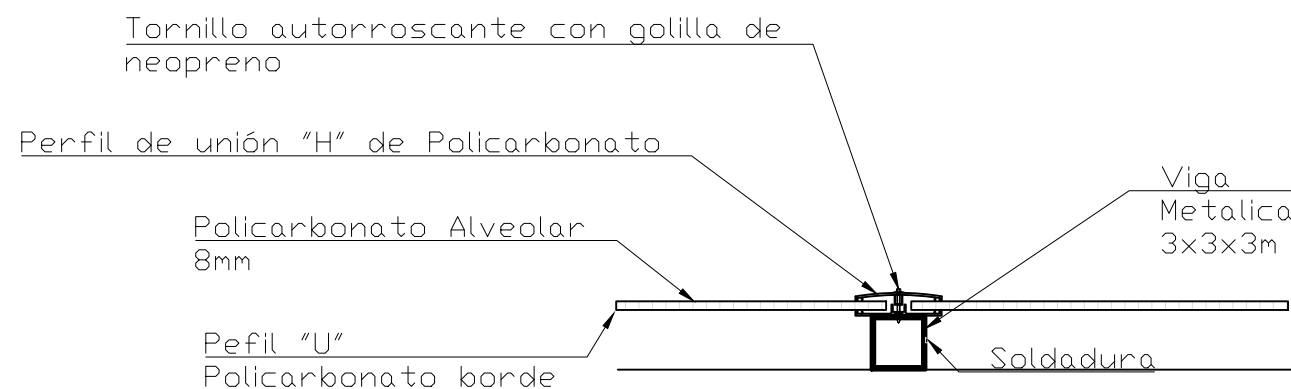 Tornillo autorroscante con golilla de
neopreno
Perfil de unión "H" de Policarbonato
Viga
Metalica
3x3x3m
Policarbonato Alveolar
8mm
Pefil "U"
Policarbonato borde
Soldadura